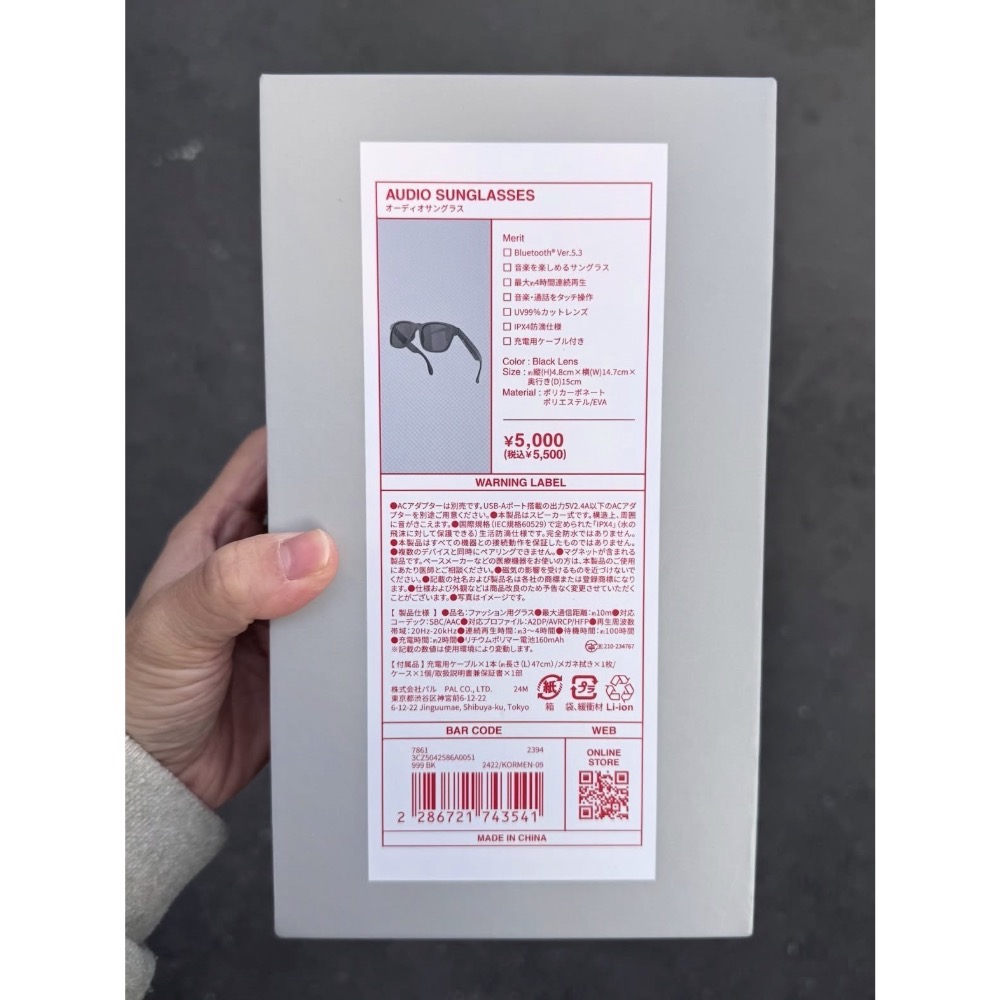 AUDIO SUNGLASSES
オーディオサングラス
Merit
□ Bluetooth® Ver.5.3
□ 音楽を楽しめるサングラス
□ 最大約4時間連続再生
□ 音楽・通話をタッチ操作
□ UV99%カットレンズ
□ IPX4防滴仕様
□ 充電用ケーブル付き
Color : Black Lens
Size : 約縦(H)4.8cm×横(W)14.7cm×
奥行き(D)15cm
Material : ポリカーボネート
ポリエステル/EVA
¥5,000
(税込¥5,500)
WARNING LABEL
●ACアダプターは別売です。USB-Aポート搭載の出力5V2.4A以下のACアダ
プターを別途ご用意ください。●本製品はスピーカー式です。構造上、周囲
に音がきこえます。●国際規格(IEC規格60529)で定められた「IPX4」(水の
飛沫に対して保護できる)生活防滴仕様です。完全防水ではありません。
●本製品はすべての機器との接続動作を保証したものではありません。
●複数のデバイスと同時にペアリングできません。●マグネットが含まれる
製品です。ペースメーカーなどの医療機器をお使いの方は、本製品のご使用
にあたり医師とご相談ください。●磁気の影響を受けるものを近づけないで
ください。●記載の社名および製品名は各社の商標または登録商標になり
ます。●仕様および外観などは商品改良のため予告なく変更させていただく
ことがございます。●写真はイメージです。
【 製品仕様 】●品名:ファッション用グラス●最大通信距離:約10m●対応
コーデック:SBC/AAC●対応プロファイル:A2DP/AVRCP/HFP●再生周波数
帯域:20Hz-20kHz●連続再生時間:約3~4時間●待機時間:約100時間
●充電時間:約2時間●リチウムポリマー電池160mAh
※記載の数値は使用環境により変動します。
210-234767
【付属品】充電用ケーブル×1本(約長さ(L)47cm)/メガネ拭き×1枚/
ケース×1個/取扱説明書兼保証書×1部
株式会社パル PAL CO., LTD. 24M
東京都渋谷区神宮前6-12-22
6-12-22 Jinguumae, Shibuya-ku, Tokyo
紙
プラ
箱 袋、緩衝材 Li-ion
BAR CODE
WEB
7861 2394
3CZ5042586A0051
999 BK 2422/KORMEN-09
2 286721 743541
ONLINE
STORE
MADE IN CHINA